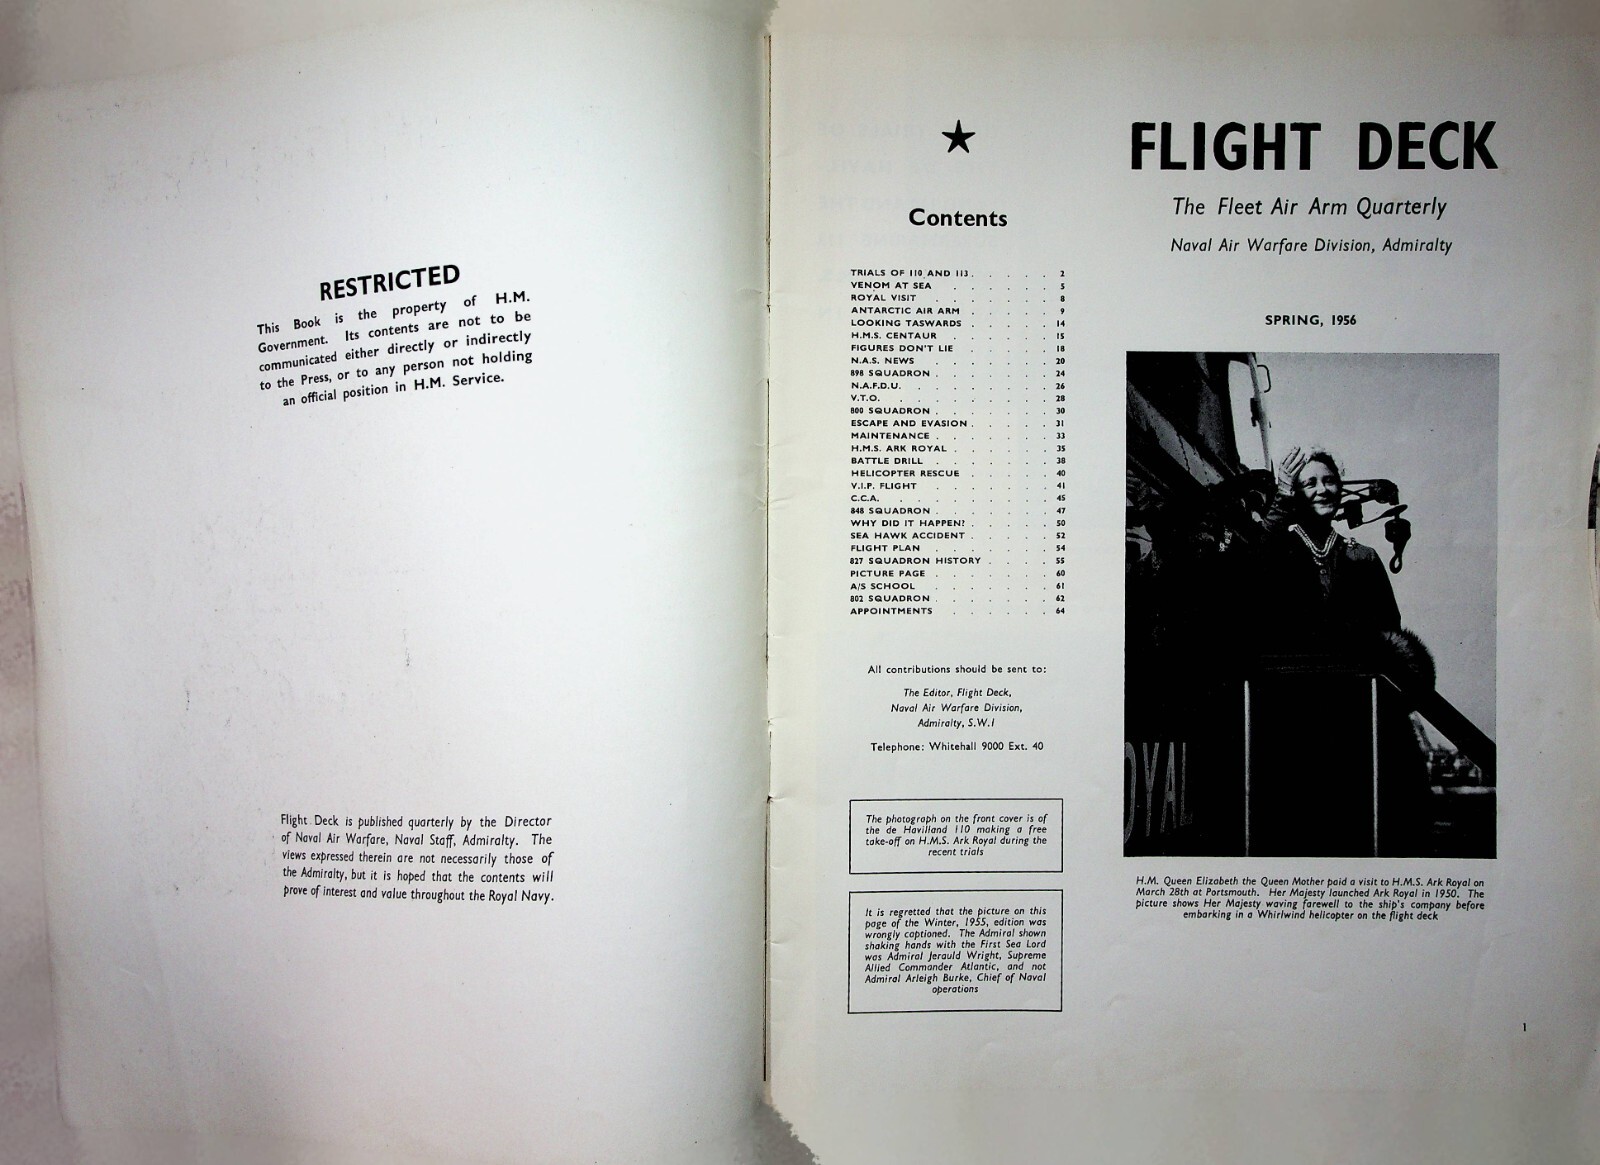 RESTRICTED
This Book is the property of H.M.
Government. Its contents are not to be
communicated either directly or indirectly
to the Press, or to any person not holding
an official position in H.M. Service.
Flight Deck is published quarterly by the Director
of Naval Air Warfare, Naval Staff, Admiralty. The
views expressed therein are not necessarily those of
the Admiralty, but it is hoped that the contents will
prove of interest and value throughout the Royal Navy.
★
Contents
TRIALS OF 110 AND 113 . . . . . 2
VENOM AT SEA . . . . . . 5
ROYAL VISIT . . . . . . . 8
ANTARCTIC AIR ARM . . . . . 9
LOOKING TASWARDS . . . . . 14
H.M.S. CENTAUR . . . . . . 15
FIGURES DON'T LIE . . . . . 18
N.A.S. NEWS . . . . . . . 20
898 SQUADRON . . . . . . . 24
N.A.F.D.U. . . . . . . . 26
V.T.O. . . . . . . . . 28
800 SQUADRON . . . . . . . 30
ESCAPE AND EVASION . . . . . 31
MAINTENANCE . . . . . . . 33
H.M.S. ARK ROYAL . . . . . . 35
BATTLE DRILL . . . . . . . 38
HELICOPTER RESCUE . . . . . 40
V.I.P. FLIGHT . . . . . . . 41
C.C.A. . . . . . . . . 45
848 SQUADRON . . . . . . . 47
WHY DID IT HAPPEN? . . . . . 50
SEA HAWK ACCIDENT . . . . . 52
FLIGHT PLAN . . . . . . . 54
827 SQUADRON HISTORY . . . . 55
PICTURE PAGE . . . . . . . 60
A/S SCHOOL . . . . . . . 61
802 SQUADRON . . . . . . . 62
APPOINTMENTS . . . . . . 64
All contributions should be sent to:
The Editor, Flight Deck,
Naval Air Warfare Division,
Admiralty, S.W.1
Telephone: Whitehall 9000 Ext. 40
The photograph on the front cover is of
the de Havilland 110 making a free
take-off on H.M.S. Ark Royal during the
recent trials
It is regretted that the picture on this
page of the Winter, 1955, edition was
wrongly captioned. The Admiral shown
shaking hands with the First Sea Lord
was Admiral Jerauld Wright, Supreme
Allied Commander Atlantic, and not
Admiral Arleigh Burke, Chief of Naval
operations
FLIGHT DECK
The Fleet Air Arm Quarterly
Naval Air Warfare Division, Admiralty
SPRING, 1956
OYAL
H.M. Queen Elizabeth the Queen Mother paid a visit to H.M.S. Ark Royal on
March 28th at Portsmouth. Her Majesty launched Ark Royal in 1950. The
picture shows Her Majesty waving farewell to the ship's company before
embarking in a Whirlwind helicopter on the flight deck
1